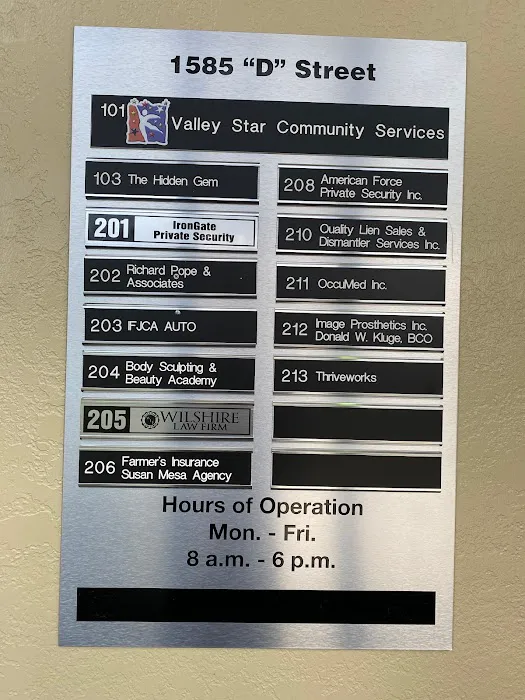 1585 “D” Street
101 Valley Star Community Services
103 The Hidden Gem
201 IronGate
Private Security
202 Richard Pope &
Associates
203 IFJCA AUTO
204 Body Sculpting &
Beauty Academy
205 WILSHIRE
LAW FIRM
206 Farmer's Insurance
Susan Mesa Agency
208 American Force
Private Security Inc.
210 Quality Lien Sales &
Dismantler Services Inc.
211 OccuMed Inc.
212 Image Prosthetics Inc.
Donald W. Kluge, BCO
213 Thriveworks
Hours of Operation
Mon. - Fri.
8 a.m. - 6 p.m.